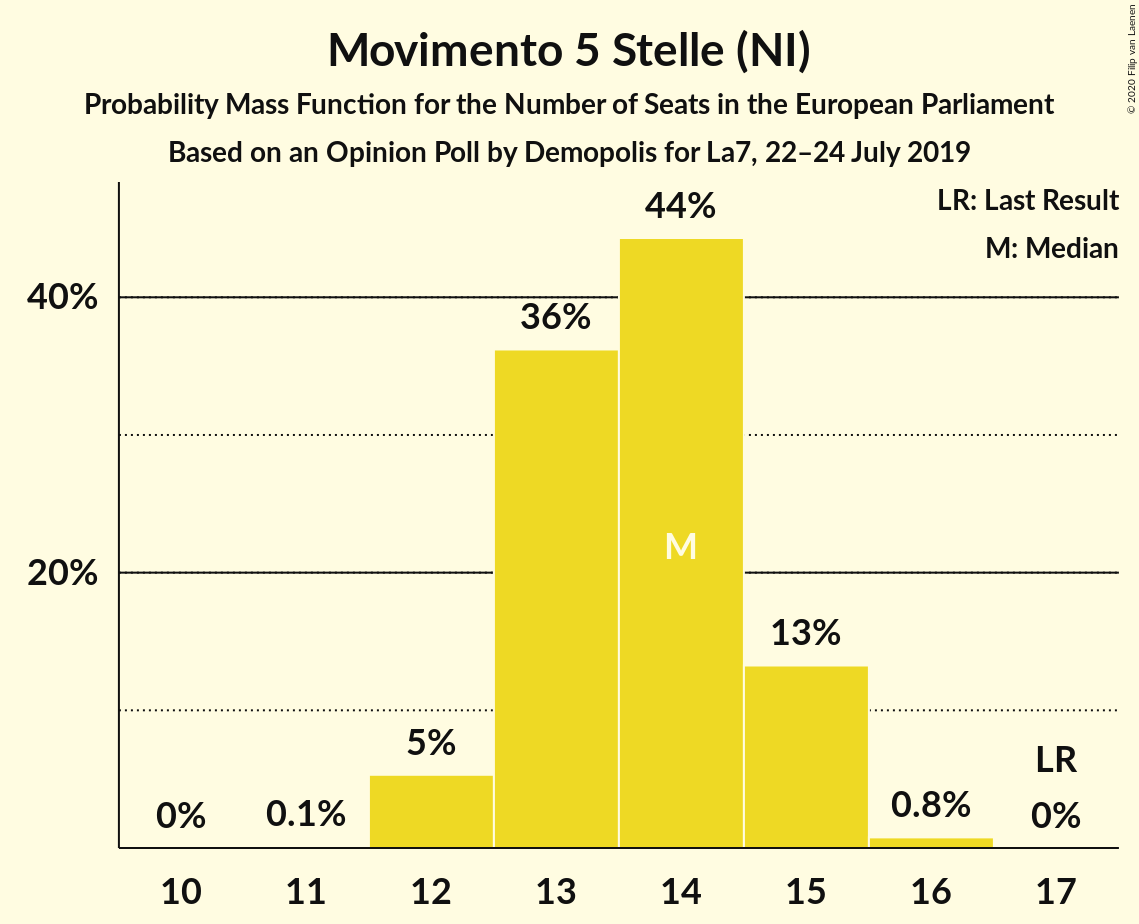 Movimento 5 Stelle (NI)
Probability Mass Function for the Number of Seats in the European Parliament
Based on an Opinion Poll by Demopolis for La7, 22–24 July 2019
© 2020 Filip van Laenen
LR: Last Result
M: Median
40%
20%
0%
0.1%
5%
36%
44%
M
13%
0.8%
LR
0%
10
11
12
13
14
15
16
17